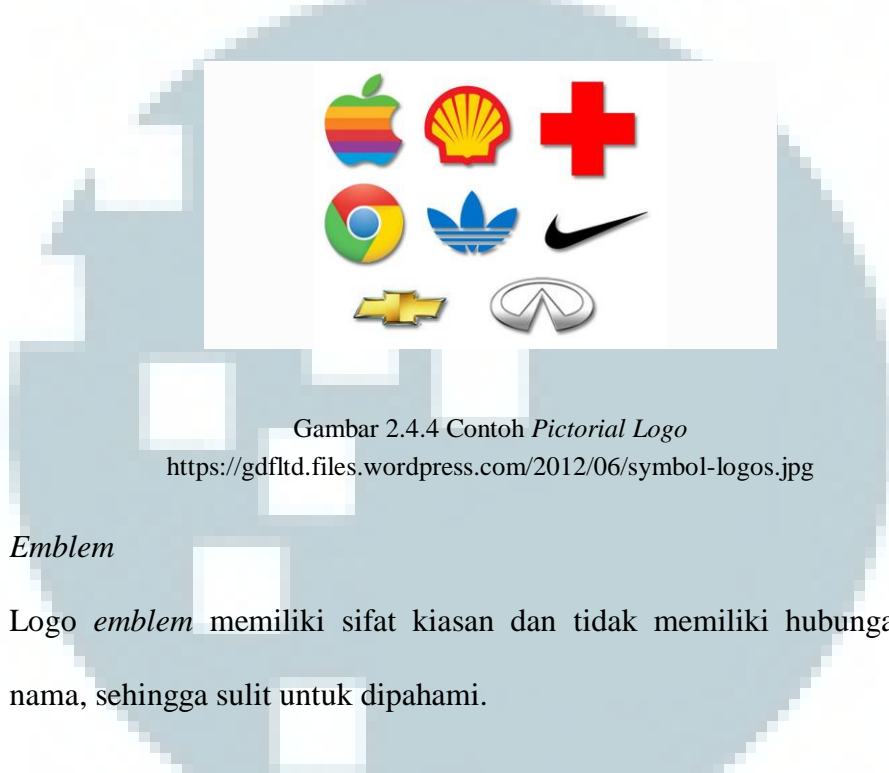 Gambar 2.4.4 Contoh Pictorial Logo
https://gdfltd.files.wordpress.com/2012/06/symbol-logos.jpg
Emblem
Logo emblem memiliki sifat kiasan dan tidak memiliki hubunga
nama, sehingga sulit untuk dipahami.